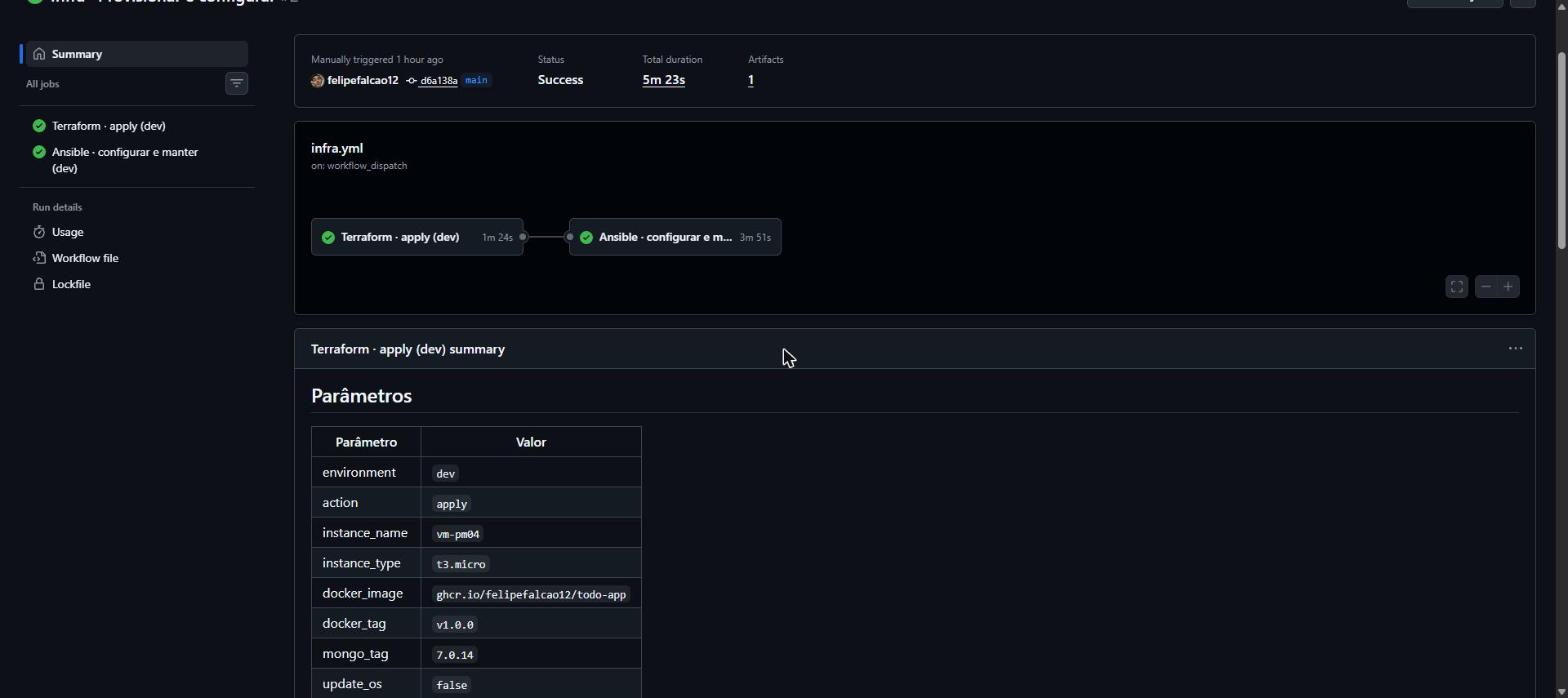 Summary
All jobs
Terraform · apply (dev)
Ansible · configurar e manter
(dev)
Run details
Usage
Workflow file
Lockfile
Manually triggered 1 hour ago
felipefalcao12 d6a138a main
Status
Success
Total duration
5m 23s
Artifacts
1
infra.yml
on: workflow_dispatch
Terraform · apply (dev) 1m 24s
Ansible · configurar e m... 3m 51s
Terraform · apply (dev) summary
Parâmetros
Parâmetro Valor
environment dev
action apply
instance_name vm-pm04
instance_type t3.micro
docker_image ghcr.io/felipefalcao12/todo-app
docker_tag v1.0.0
mongo_tag 7.0.14
update_os false